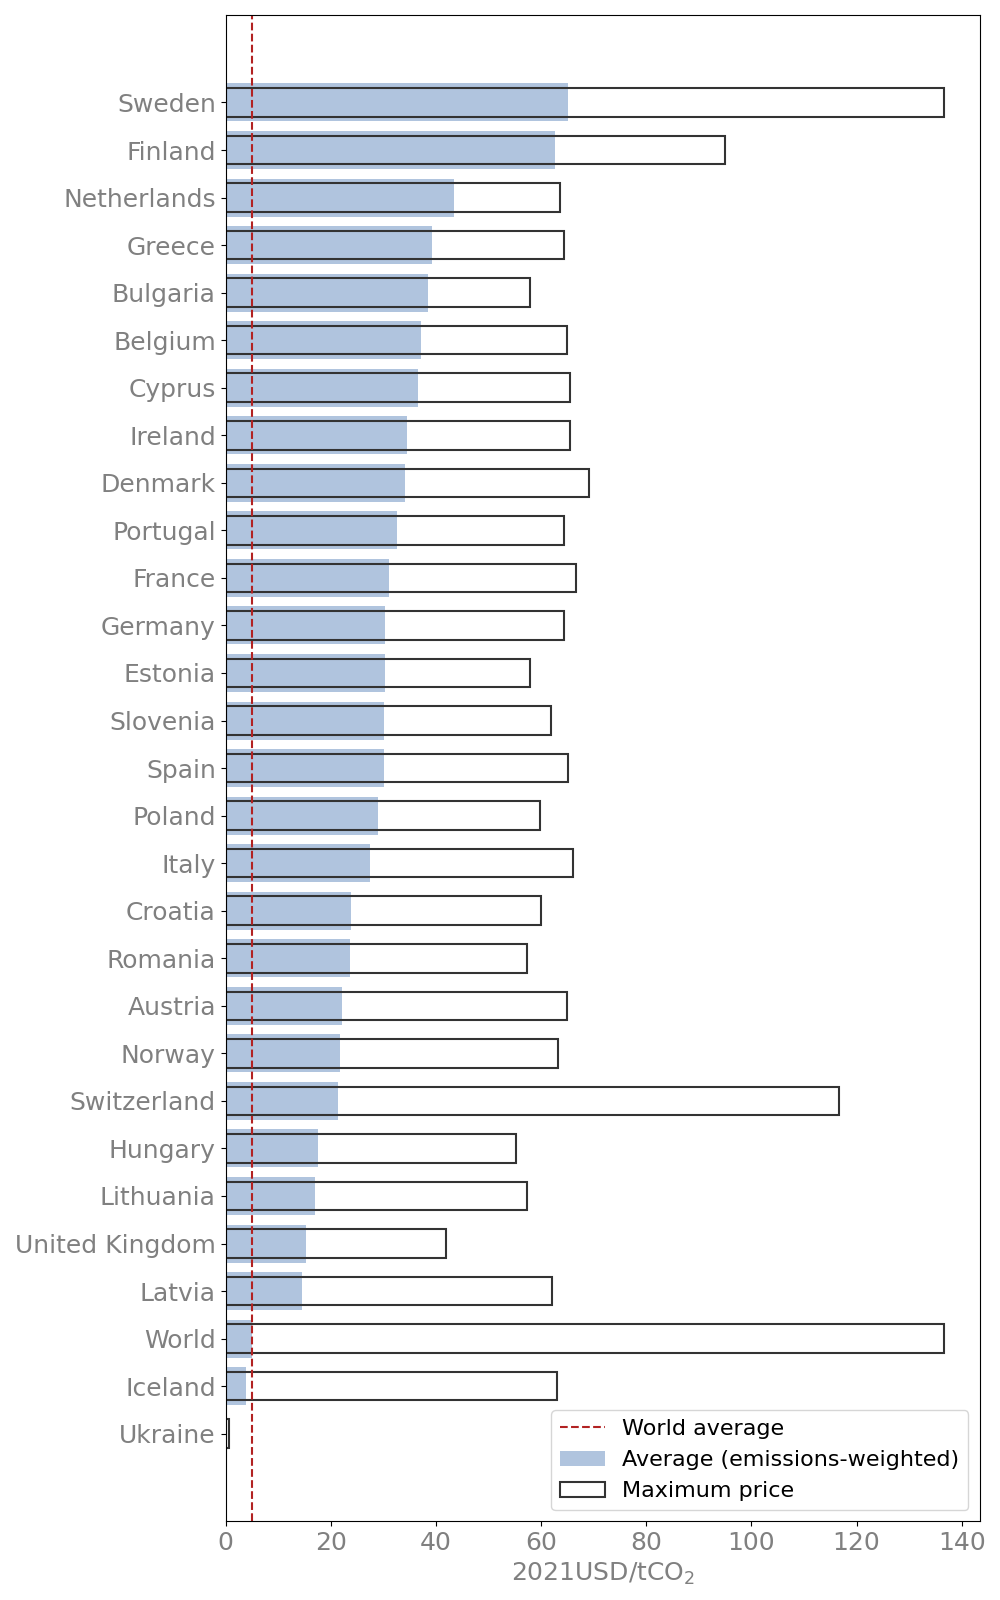 Sweden
Finland
Netherlands
Greece
Bulgaria
Belgium
Cyprus
Ireland
Denmark
Portugal
France
Germany
Estonia
Slovenia
Spain
Poland
Italy
Croatia
Romania
Austria
Norway
Switzerland
Hungary
Lithuania
United Kingdom
Latvia
World
Iceland
Ukraine
World average
Average (emissions-weighted)
Maximum price
0 20 40 60 80 100 120 140
2021USD/tCO₂